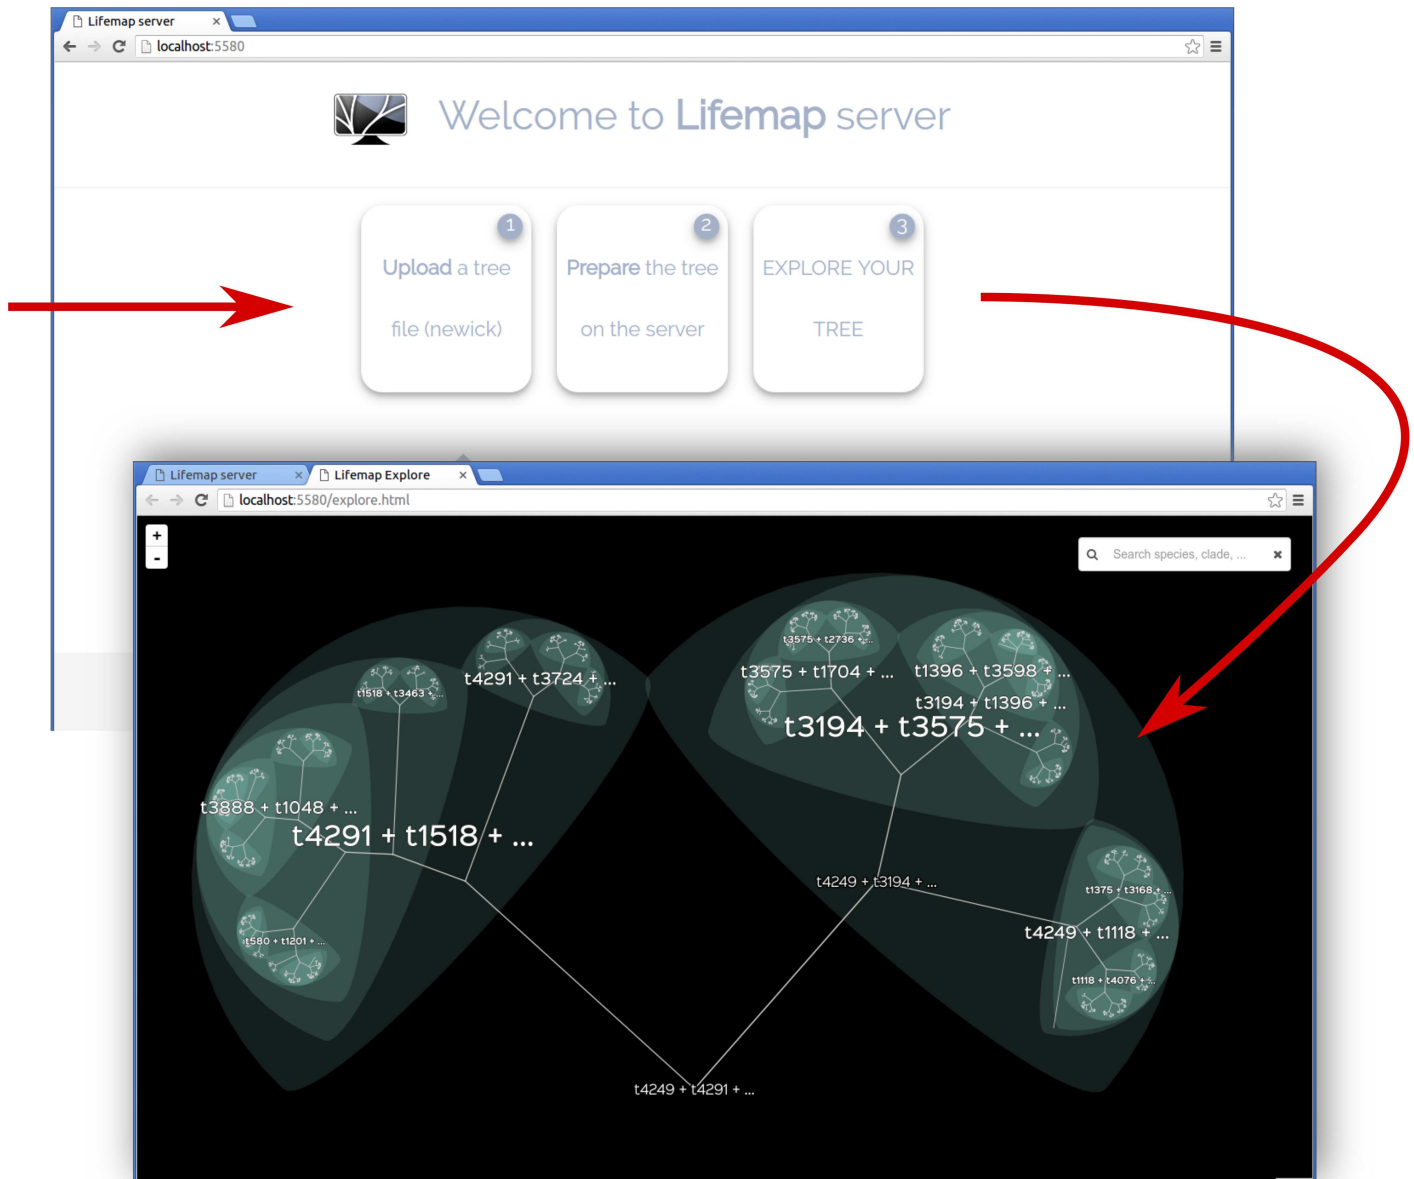 Lifemap server ×
localhost:5580
Welcome to Lifemap server
1
Upload a tree
file (newick)
2
Prepare the tree
on the server
3
EXPLORE YOUR
TREE
Lifemap server × Lifemap Explore ×
localhost:5580/explore.html
+
-
Search species, clade, ... ×
t3575 + t2736 +...
t4291 + t3724 + ...
t3575 + t1704 + ...
t1396 + t3598 + ...
t1518 + t3463 + ...
t3194 + t1396 + ...
t3194 + t3575 + ...
t3888 + t1048 + ...
t4291 + t1518 + ...
t4249 + t3194 + ...
t1375 + t3168 + ...
t4249 + t1118 + ...
t580 + t1201 + ...
t1118 + t4076 + ...
t4249 + t4291 + ...